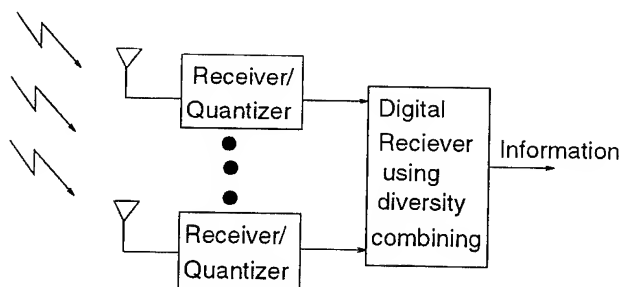 Receiver/
Quantizer
Digital
Reciever
using
diversity
combining
Information
Receiver/
Quantizer